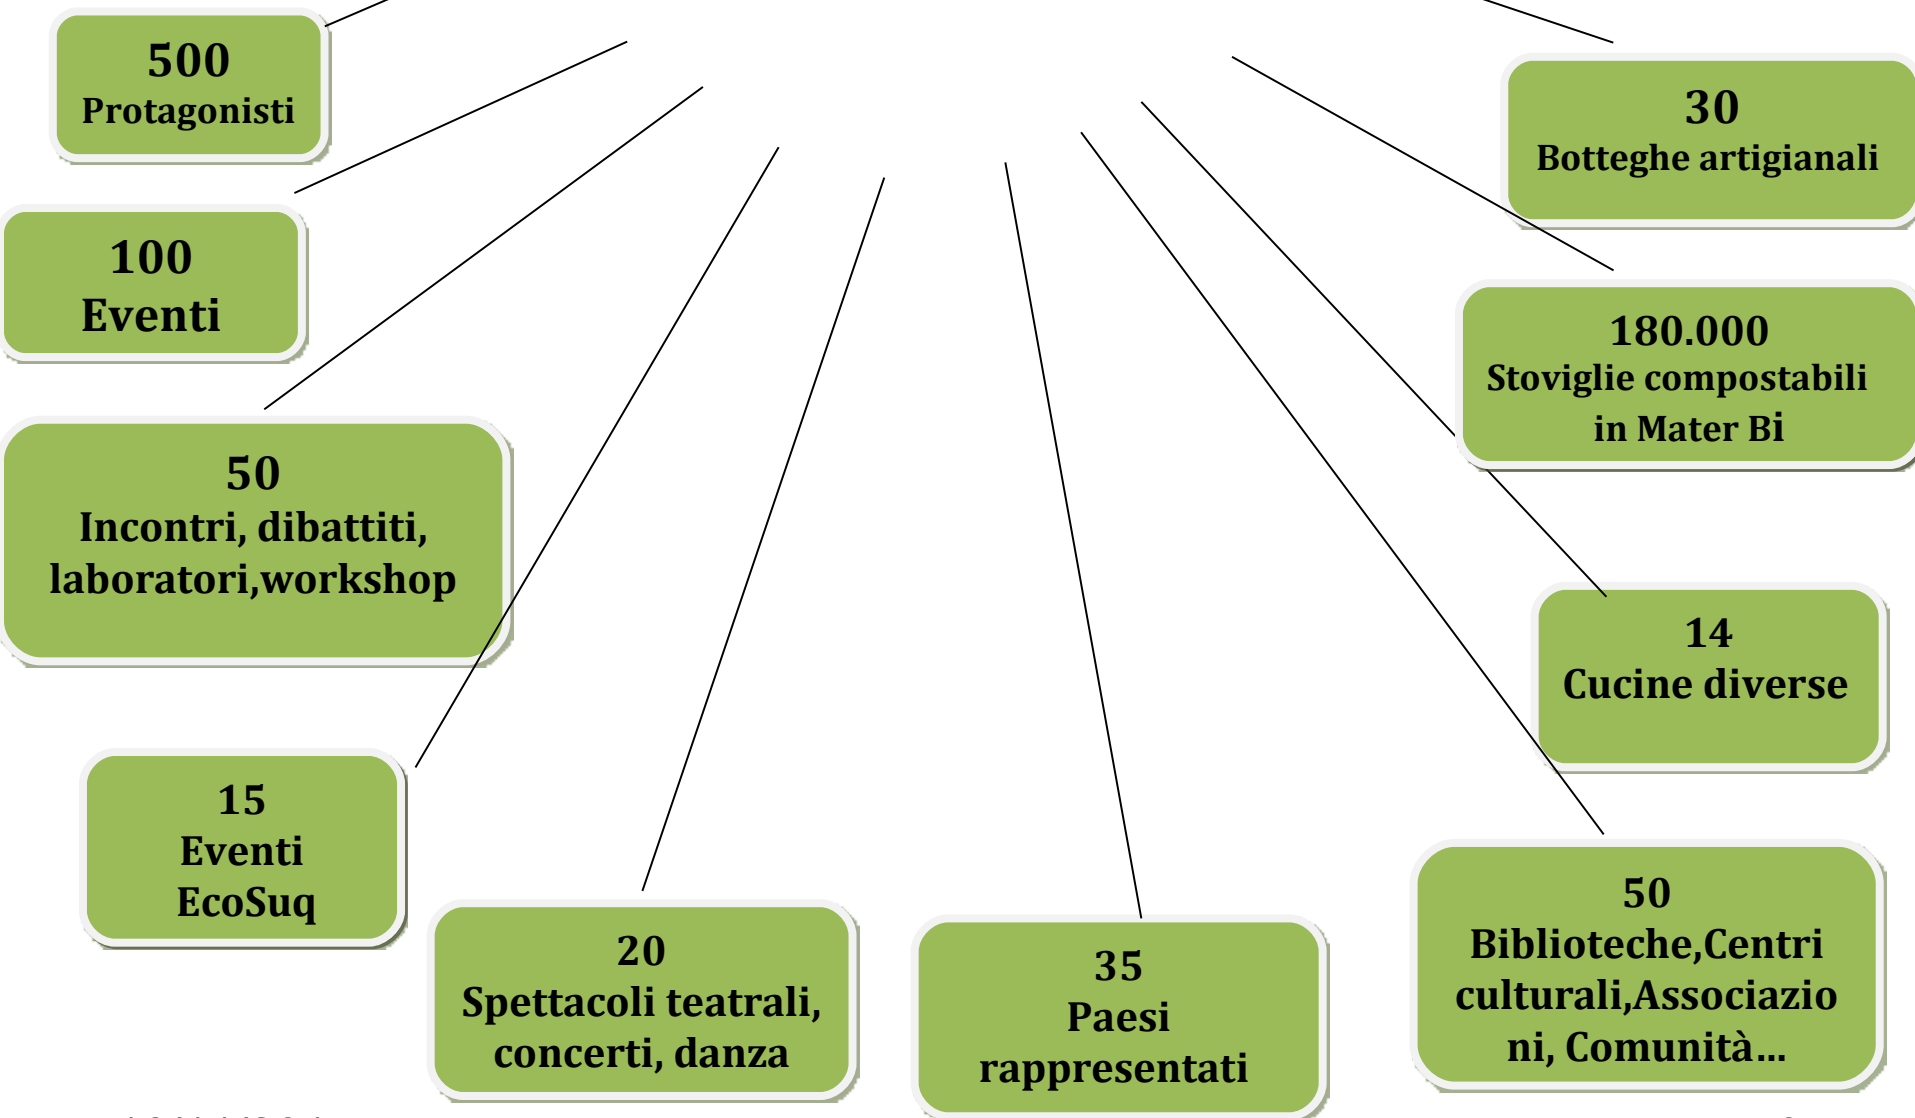 500
Protagonisti
30
Botteghe artigianali
100
Eventi
180.000
Stoviglie compostabili
in Mater Bi
50
Incontri, dibattiti,
laboratori,workshop
14
Cucine diverse
15
Eventi
EcoSuq
20
Spettacoli teatrali,
concerti, danza
35
Paesi
rappresentati
50
Biblioteche,Centri
culturali,Associazio
ni, Comunità...